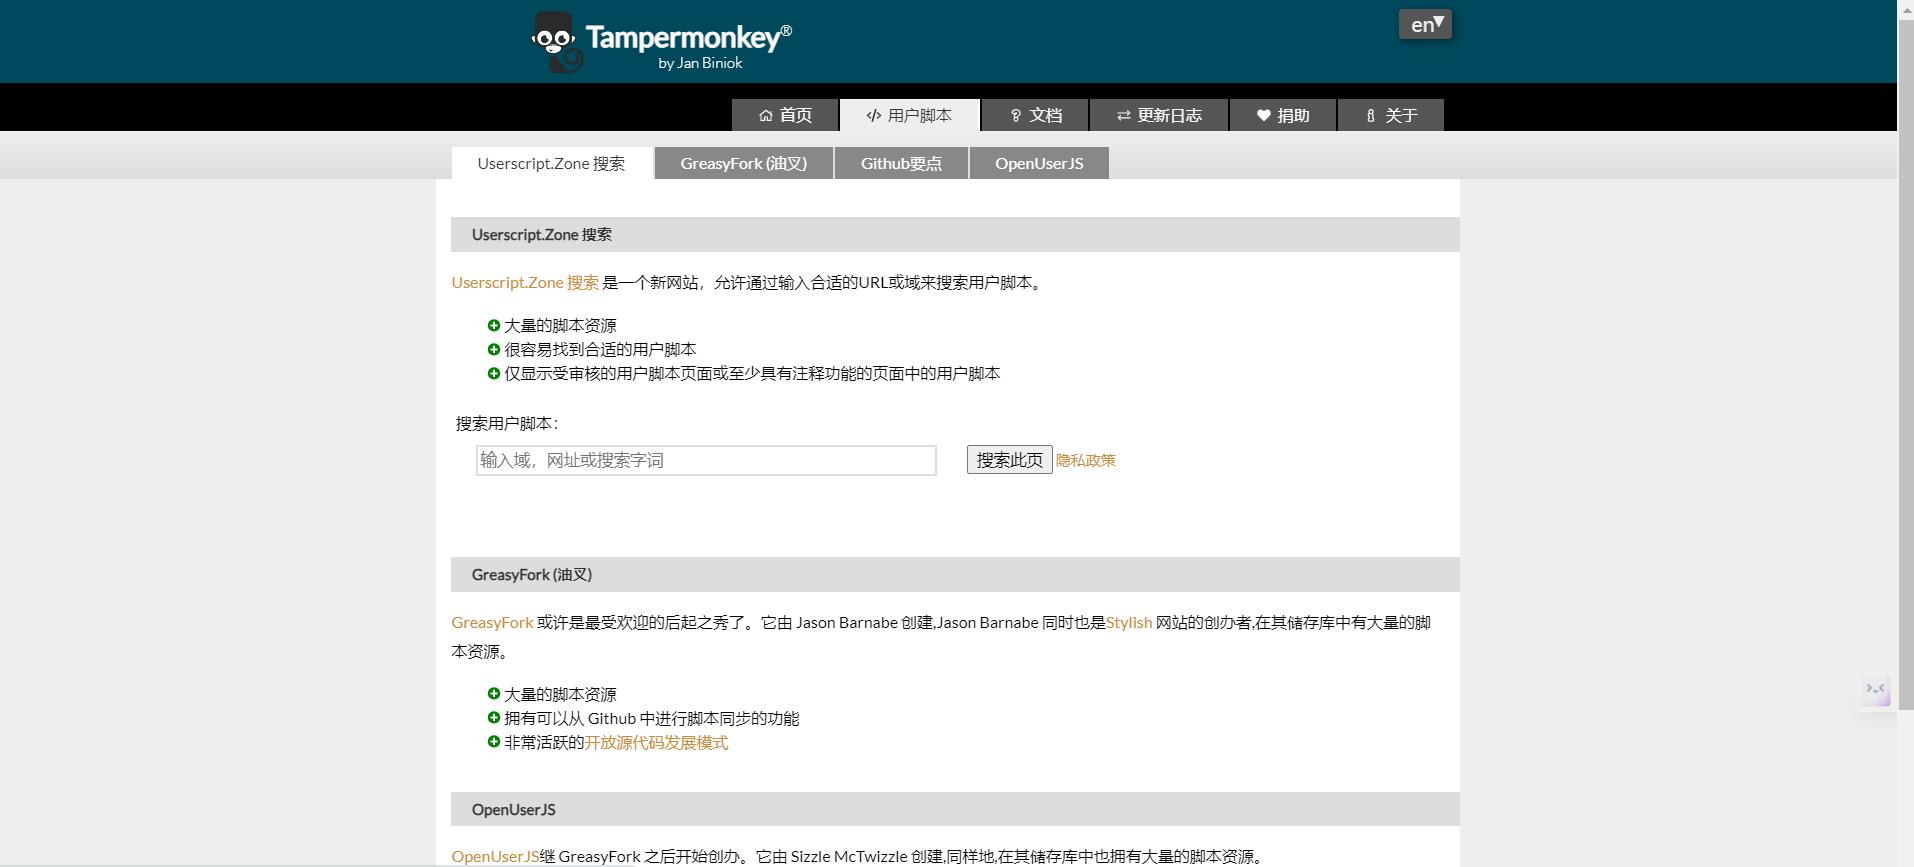 Tampermonkey®
by Jan Biniok
en▼
首页
用户脚本
文档
更新日志
捐助
关于
Userscript.Zone 搜索
GreasyFork (油叉)
Github要点
OpenUserJS
Userscript.Zone 搜索
Userscript.Zone 搜索 是一个新网站，允许通过输入合适的URL或域来搜索用户脚本。
大量的脚本资源
很容易找到合适的用户脚本
仅显示受审核的用户脚本页面或至少具有注释功能的页面中的用户脚本
搜索用户脚本：
输入域，网址或搜索字词
搜索此页
隐私政策
GreasyFork (油叉)
GreasyFork 或许是最受欢迎的后起之秀了。它由 Jason Barnabe 创建,Jason Barnabe 同时也是Stylish 网站的创办者,在其储存库中有大量的脚
本资源。
大量的脚本资源
拥有可以从 Github 中进行脚本同步的功能
非常活跃的开放源代码发展模式
OpenUserJS
OpenUserJS继 GreasyFork 之后开始创办。它由 Sizzle McTwizzle 创建,同样地,在其储存库中也拥有大量的脚本资源。